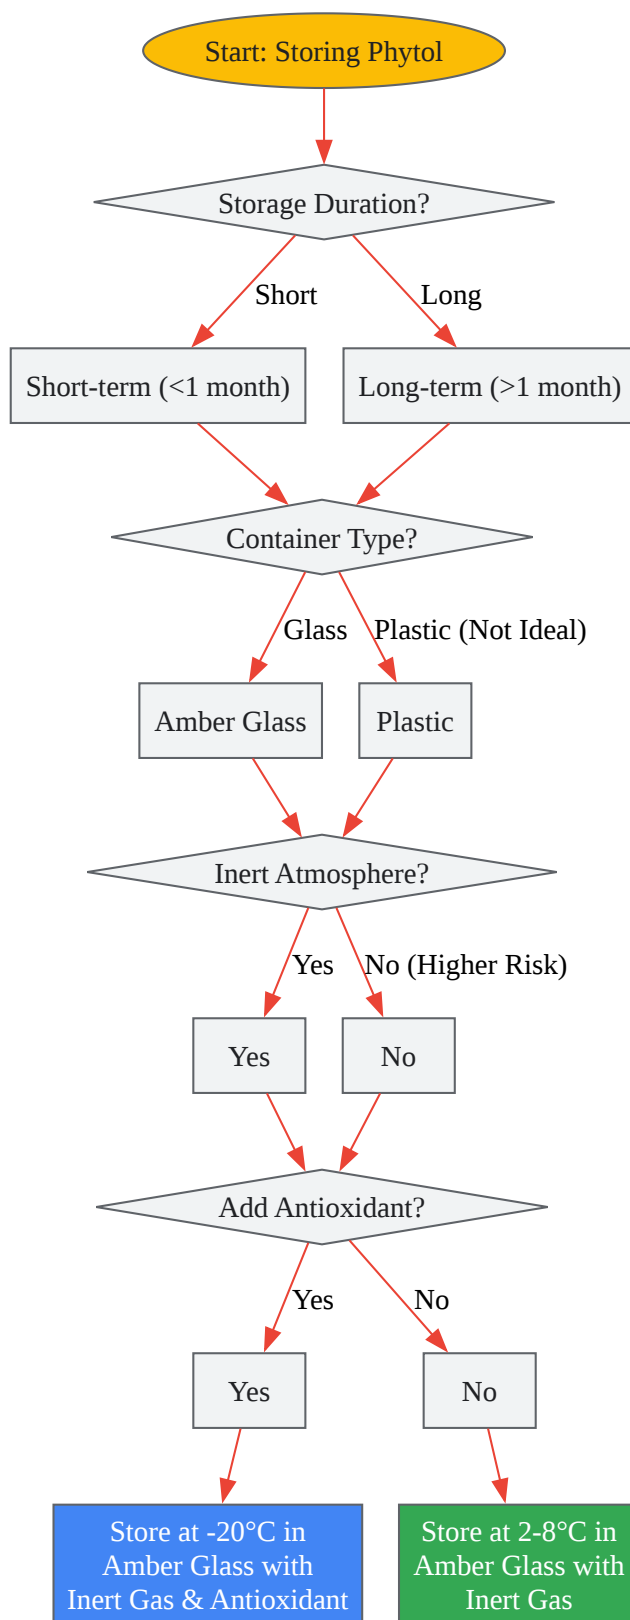 Start: Storing Phytol
Storage Duration?
Short
Long
Short-term (<1 month)
Long-term (>1 month)
Container Type?
Glass
Plastic (Not Ideal)
Amber Glass
Plastic
Inert Atmosphere?
Yes
No (Higher Risk)
Yes
No
Add Antioxidant?
Yes
No
Yes
No
Store at -20°C in
Amber Glass with
Inert Gas & Antioxidant
Store at 2-8°C in
Amber Glass with
Inert Gas